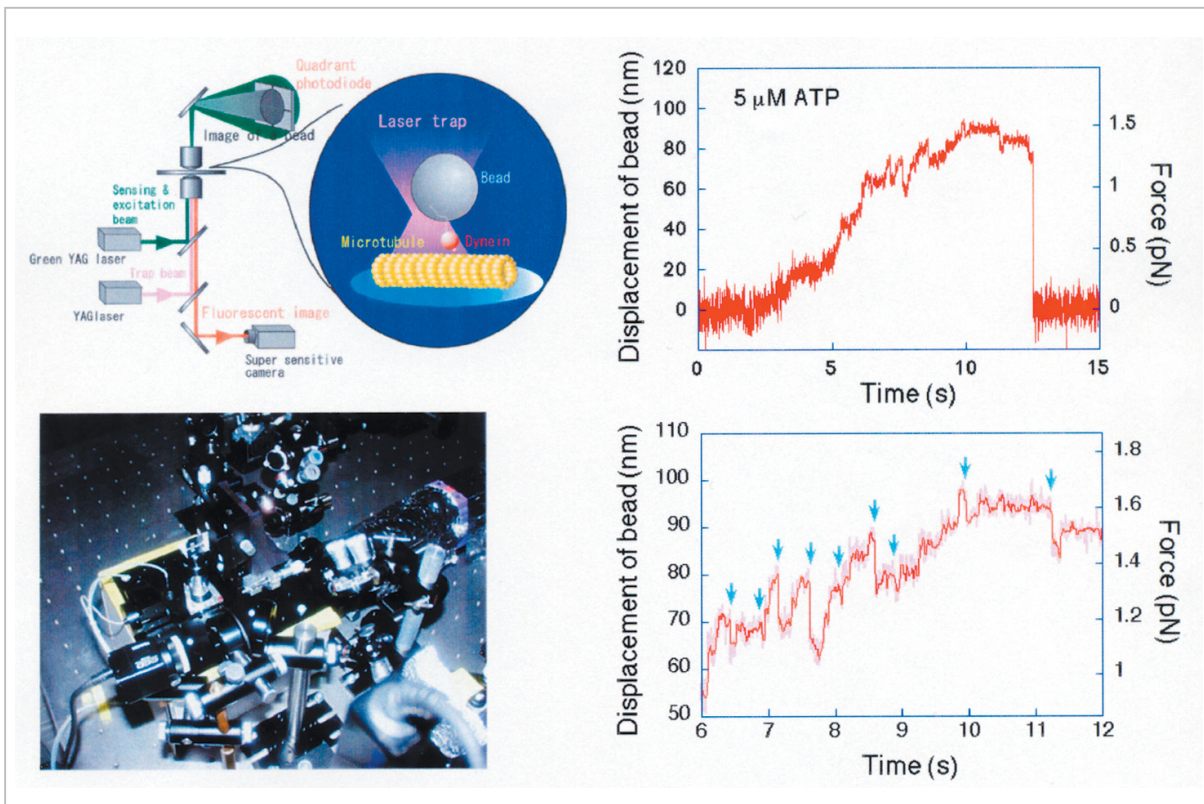 Quadrant
photodiode
Image of a bead
Laser trap
Bead
Sensing &
excitation
beam
Microtubule
Dynein
Green YAG laser
Trap beam
YAGlaser
Fluorescent image
Super sensitive
camera
Displacement of bead (nm)
120
100
80
60
40
20
0
5 μM ATP
1.5
1
0.5
0
Force (pN)
0 5 10 15
Time (s)
Displacement of bead (nm)
110
100
90
80
70
60
50
1.8
1.6
1.4
1.2
1
Force (pN)
6 7 8 9 10 11 12
Time (s)